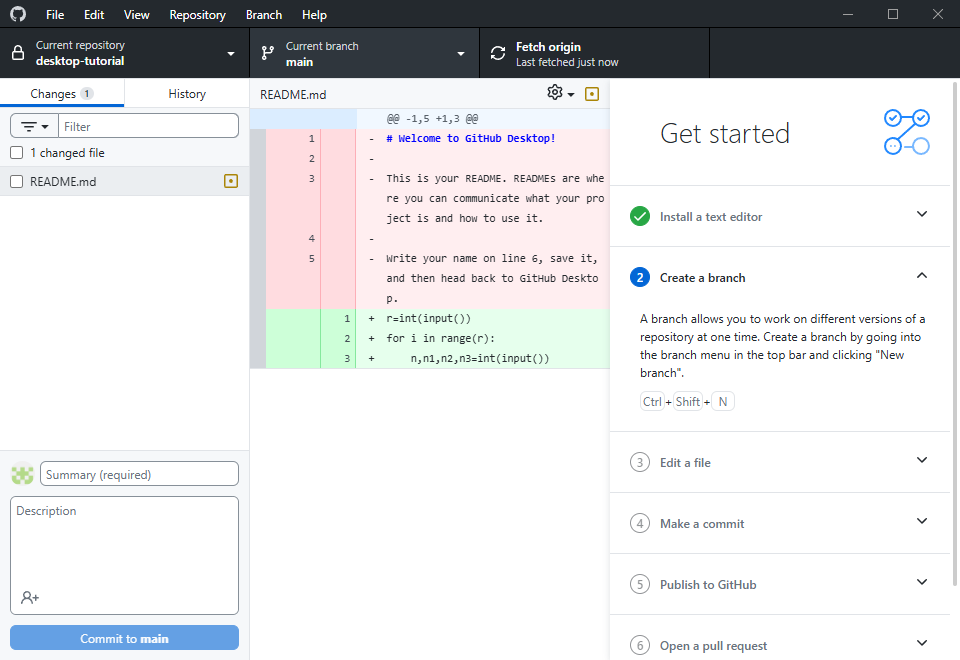 File Edit View Repository Branch Help
Current repository
desktop-tutorial
Current branch
main
Fetch origin
Last fetched just now
Changes 1 History
Filter
1 changed file
README.md
Summary (required)
Description
Commit to main
README.md
@@ -1,5 +1,3 @@
1 - # Welcome to GitHub Desktop!
2 -
3 - This is your README. READMEs are whe
re you can communicate what your pro
ject is and how to use it.
4 -
5 - Write your name on line 6, save it,
and then head back to GitHub Deskto
p.
1 + r=int(input())
2 + for i in range(r):
3 +     n,n1,n2,n3=int(input())
Get started
Install a text editor
2 Create a branch
A branch allows you to work on different versions of a
repository at one time. Create a branch by going into
the branch menu in the top bar and clicking "New
branch".
Ctrl + Shift + N
3 Edit a file
4 Make a commit
5 Publish to GitHub
6 Open a pull request